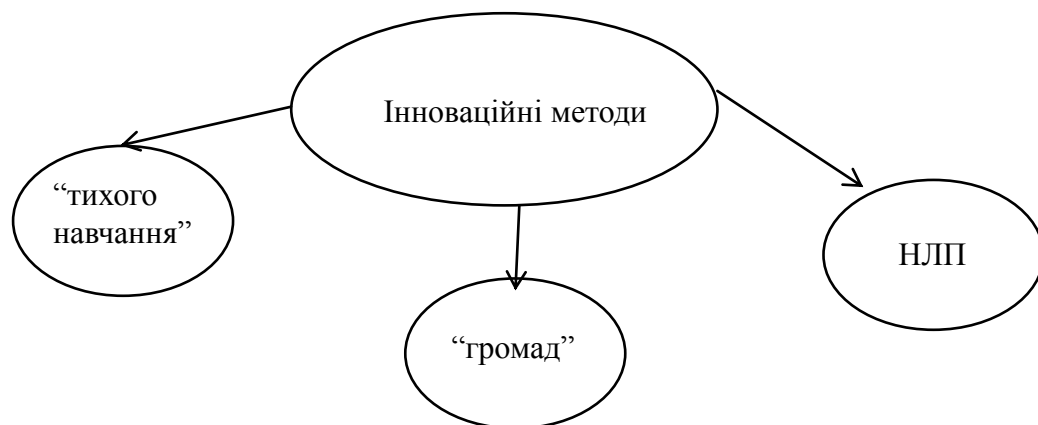 Інноваційні методи
“тихого
навчання”
НЛП
“громад”